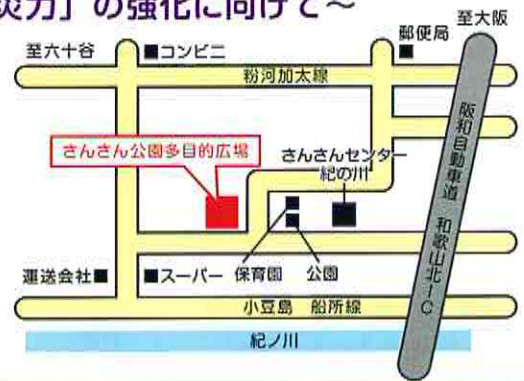 炎力」の強化に向けて～
至大阪
至六十谷
■コンビニ
郵便局
粉河加太線
阪和自動車道 和歌山北IC
さんさん公園多目的広場
さんさんセンター
紀の川
運送会社■
■スーパー
保育園
公園
小豆島 船所線
紀ノ川